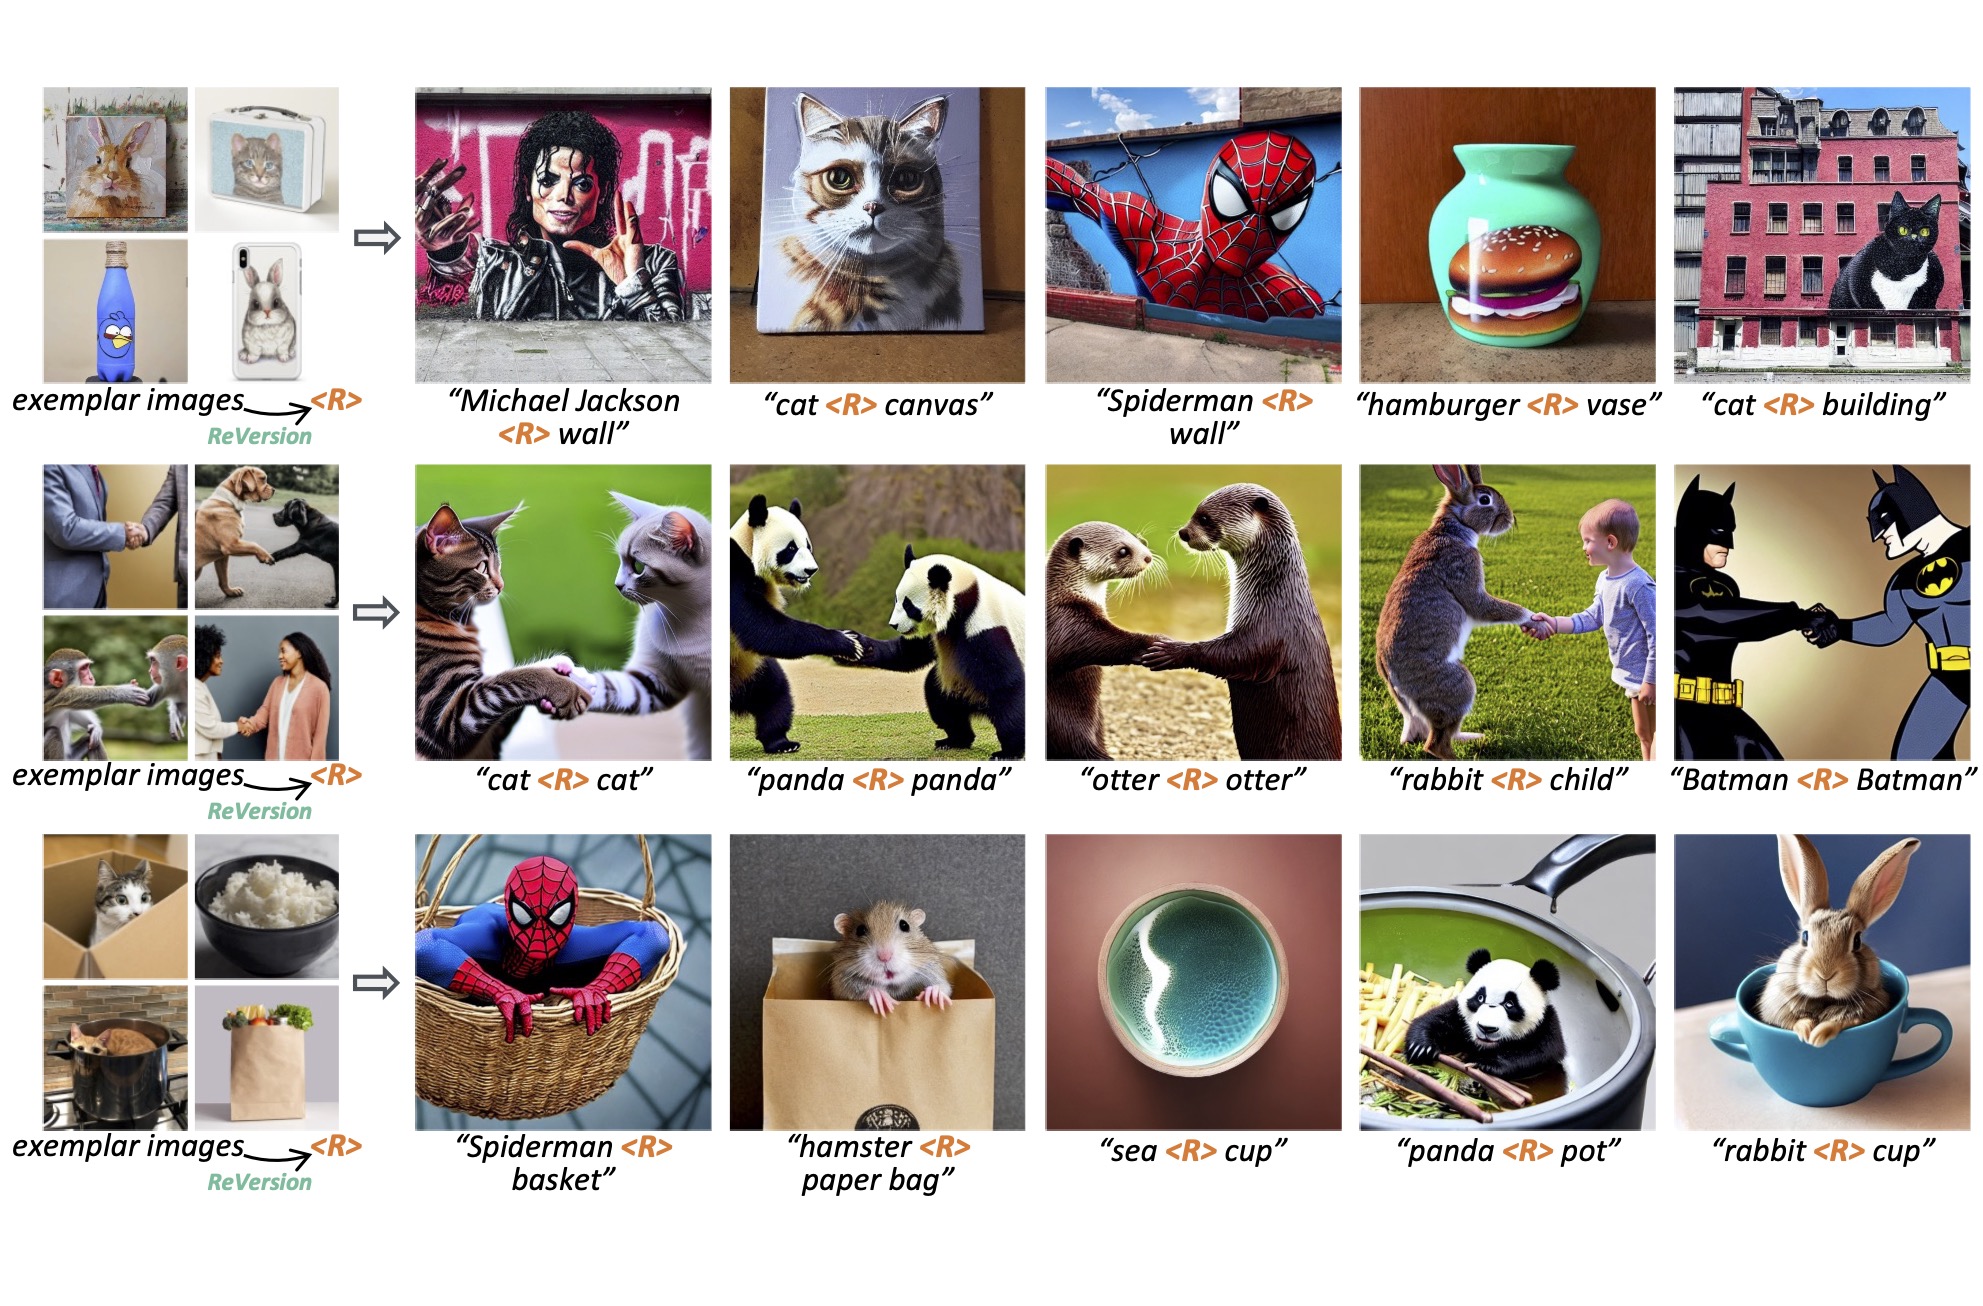 exemplar images <R>
ReVersion
“Michael Jackson
<R> wall”
“cat <R> canvas”
“Spiderman <R>
wall”
“hamburger <R> vase”
“cat <R> building”
exemplar images <R>
ReVersion
“cat <R> cat”
“panda <R> panda”
“otter <R> otter”
“rabbit <R> child”
“Batman <R> Batman”
exemplar images <R>
ReVersion
“Spiderman <R>
basket”
“hamster <R>
paper bag”
“sea <R> cup”
“panda <R> pot”
“rabbit <R> cup”